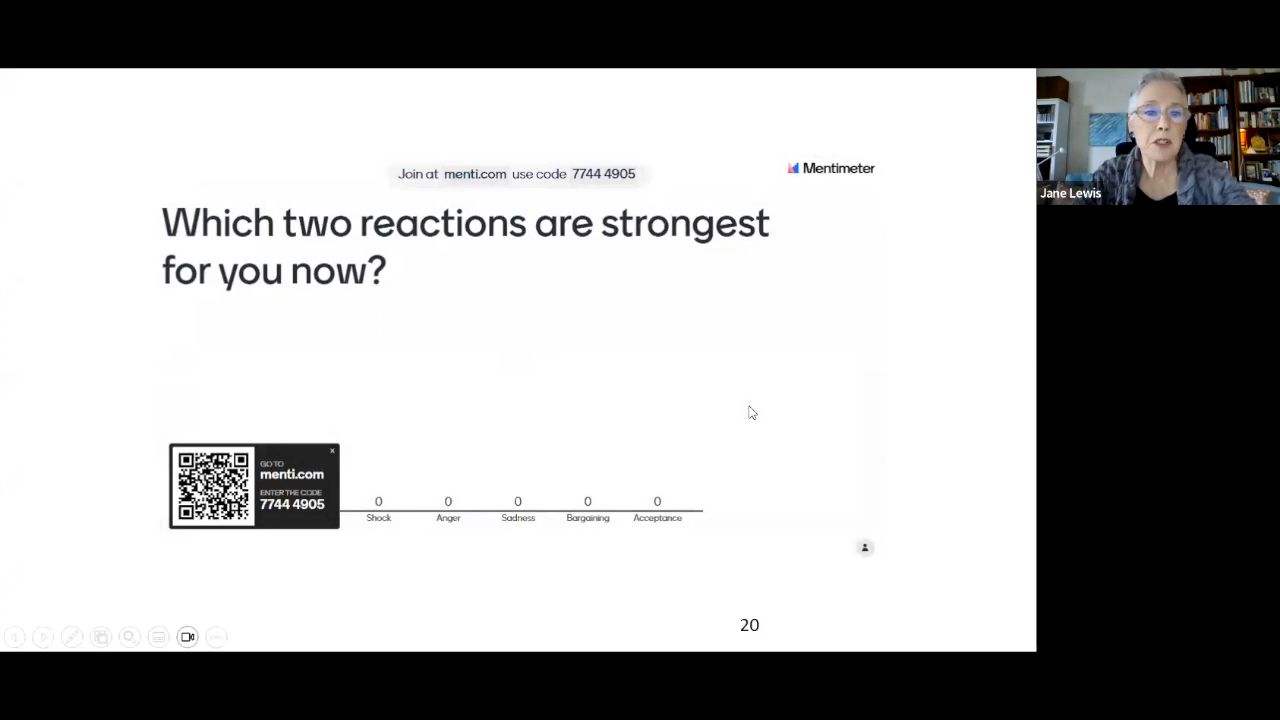 Join at menti.com use code 7744 4905
Mentimeter
Which two reactions are strongest
for you now?
GO TO
menti.com
ENTER THE CODE
7744 4905
0 0 0 0 0
Shock Anger Sadness Bargaining Acceptance
20
Jane Lewis